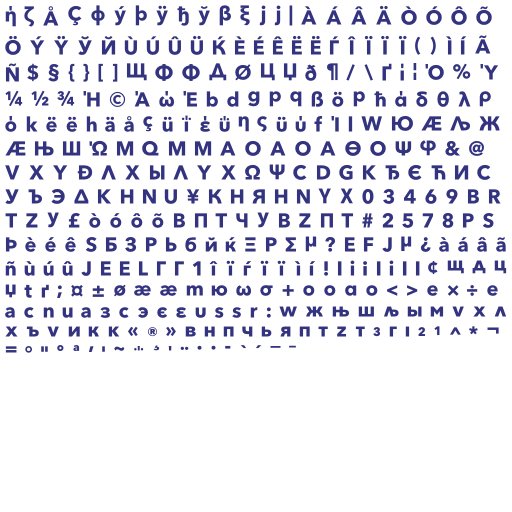 ή ζ Å Ç ϕ ý þ ÿ ђ ў β ξ j j | À Á Â Ä Ò Ó Ô Õ
Ö Ý Ÿ Ў Й Ù Ú Û Ü Ḱ È É Ê Ë Ë Ѓ Î Ï Ï Ϊ ( ) Ì Í Ã
Ñ $ § { } [ ] Щ Ф Φ Д Ø Ц Џ ð ¶ / \ Ґ ¡ ¦ Ό % Ύ
¼ ½ ¾ Ή © Ά ώ Έ b d g p q ß ö р ћ ά δ θ λ ρ
ό k ё ë h ä å ç ü ϊ έ ύ η ς ü ύ f Ί l W Ю Æ Љ Ж
Æ Њ Ш Ώ M Q М Μ A O А О Α Θ Ο Ψ φ & @
V X Y Ð Λ X Ы Λ Y X Ω Ψ C D G K Ђ Є Ћ И С
У Ъ Э Δ K H N U ¥ К Н Я Η Ν Υ Χ 0 3 4 6 9 B R
T Z У £ ò ó ô õ В П Т Ч У Β Ζ Π Τ # 2 5 7 8 P S
Þ è é ê S Б З Р Ь б й ќ Ξ Ρ Σ μ ? E F J µ ¿ à á â ã
ñ ù ú û J E E L Г Γ 1 î ï ѓ ï ϊ ì í ! I i i I i I I ¢ щ д ц
џ t ґ ; ¤ ± ø æ æ m ю ω σ + o o α ο < > e × ÷ e
a c n u a з c э є ε u s s r : w ж њ ш љ ы м v x λ
x ъ v и к κ « ® » в н п ч ь я π т z τ 3 г ι 2 1 ^ * ¬